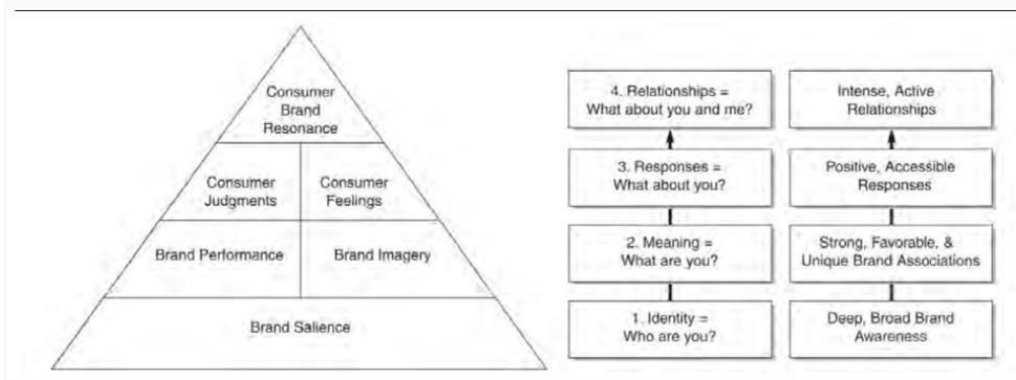 Consumer
Brand
Resonance
Consumer
Judgments
Consumer
Feelings
Brand Performance
Brand Imagery
Brand Salience
4. Relationships =
What about you and me?
3. Responses =
What about you?
2. Meaning =
What are you?
1. Identity =
Who are you?
Intense, Active
Relationships
Positive, Accessible
Responses
Strong, Favorable, &
Unique Brand Associations
Deep, Broad Brand
Awareness